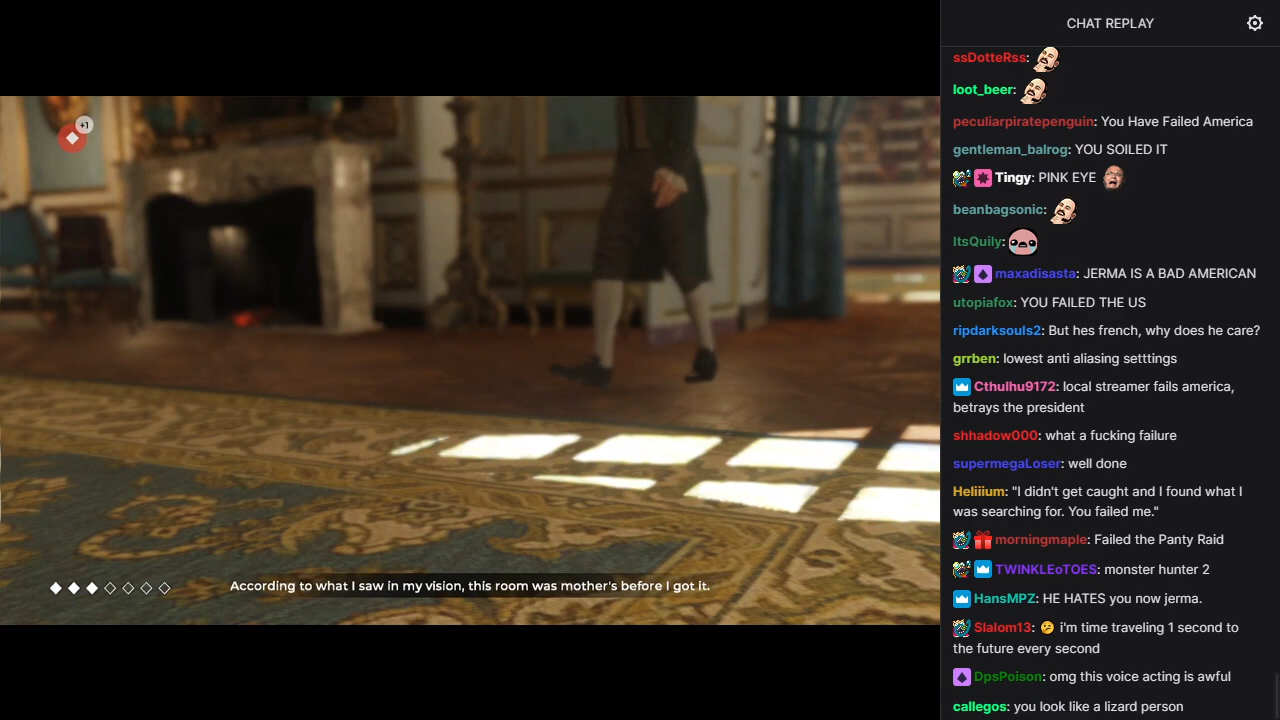 CHAT REPLAY
ssDotteRss:
loot_beer:
peculiarpiratepenguin: You Have Failed America
gentleman_balrog: YOU SOILED IT
Tingy: PINK EYE
beanbagsonic:
ItsQuily:
maxadisasta: JERMA IS A BAD AMERICAN
utopiafox: YOU FAILED THE US
ripdarksouls2: But hes french, why does he care?
grrben: lowest anti aliasing setttings
Cthulhu9172: local streamer fails america,
betrays the president
shhadow000: what a fucking failure
supermegaLoser: well done
Heliiium: "I didn't get caught and I found what I
was searching for. You failed me."
morningmaple: Failed the Panty Raid
TWINKLEoTOES: monster hunter 2
HansMPZ: HE HATES you now jerma.
Slalom13: i'm time traveling 1 second to
the future every second
DpsPoison: omg this voice acting is awful
callegos: you look like a lizard person
+1
According to what I saw in my vision, this room was mother's before I got it.